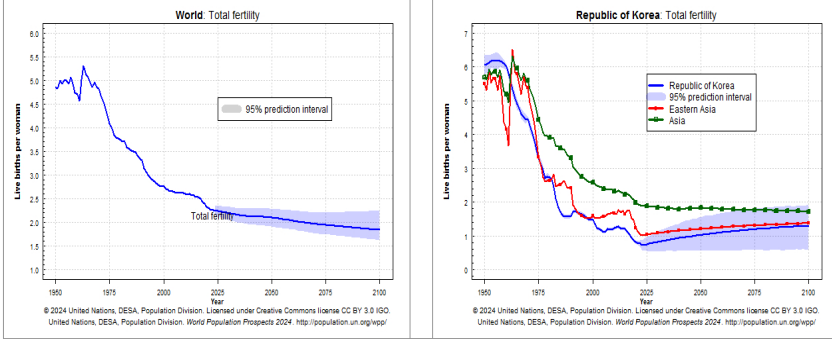 World: Total fertility
Live births per woman
6.0
5.5
5.0
4.5
4.0
3.5
3.0
2.5
2.0
1.5
1.0
95% prediction interval
Total fertility
1950
1975
2000
2025
2050
2075
2100
Year
© 2024 United Nations, DESA, Population Division. Licensed under Creative Commons license CC BY 3.0 IGO.
United Nations, DESA, Population Division. World Population Prospects 2024. http://population.un.org/wpp/
Republic of Korea: Total fertility
Live births per woman
7
6
5
4
3
2
1
0
Republic of Korea
95% prediction interval
Eastern Asia
Asia
1950
1975
2000
2025
2050
2075
2100
Year
© 2024 United Nations, DESA, Population Division. Licensed under Creative Commons license CC BY 3.0 IGO.
United Nations, DESA, Population Division. World Population Prospects 2024. http://population.un.org/wpp/